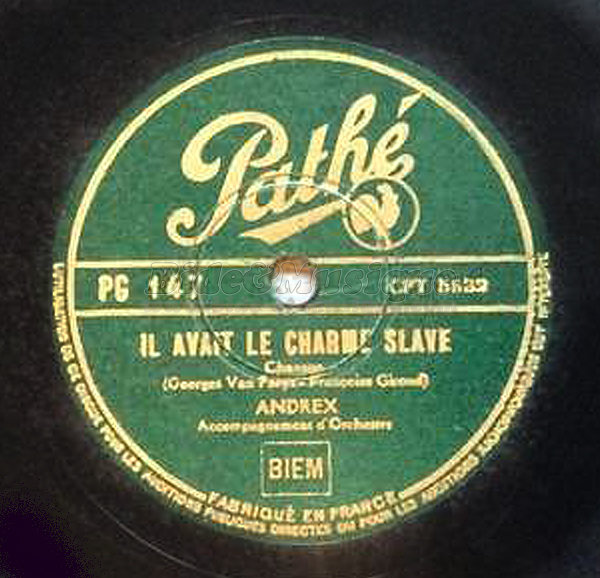 Pathé
PG 141
IL AVAIT LE CHARME SLAVE
Chanson
(Georges Van Parys - Françoise Giroud)
ANDREX
Accompagnement d'Orchestre
BIEM
FABRIQUÉ EN FRANCE